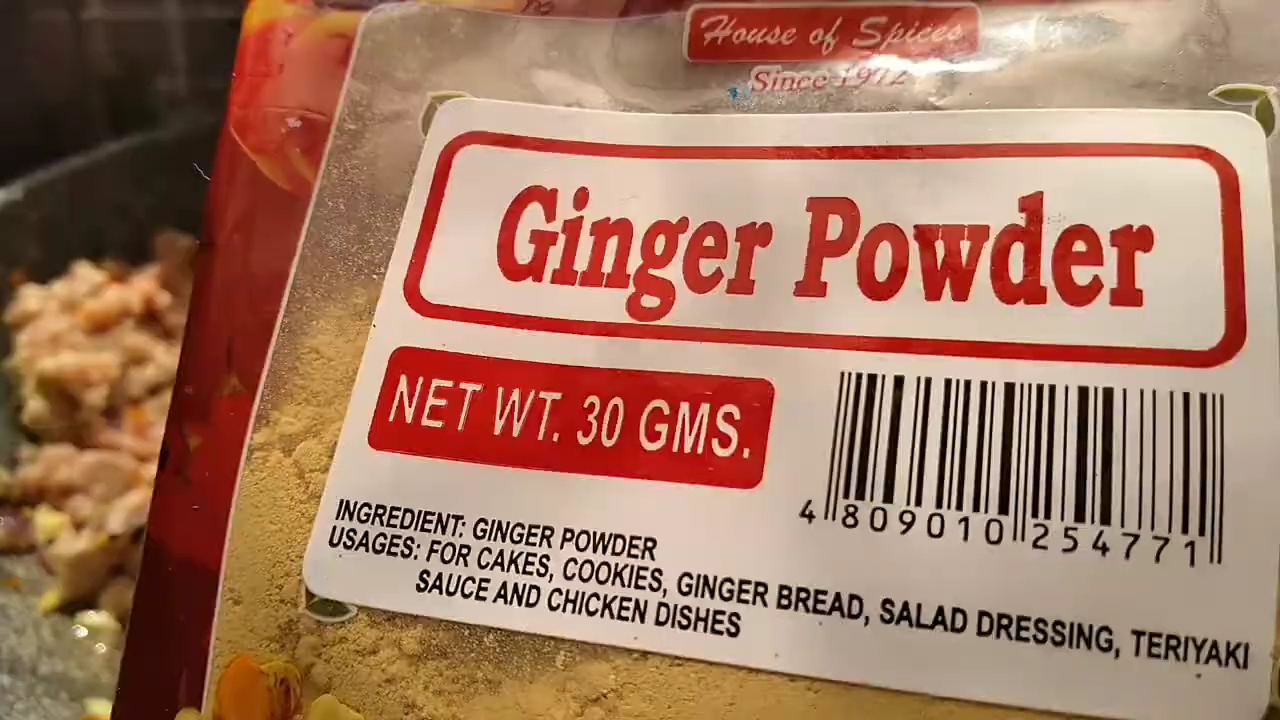 House of Spices
Since 1972
Ginger Powder
NET WT. 30 GMS.
4 809010 254771
INGREDIENT: GINGER POWDER
USAGES: FOR CAKES, COOKIES, GINGER BREAD, SALAD DRESSING, TERIYAKI
SAUCE AND CHICKEN DISHES